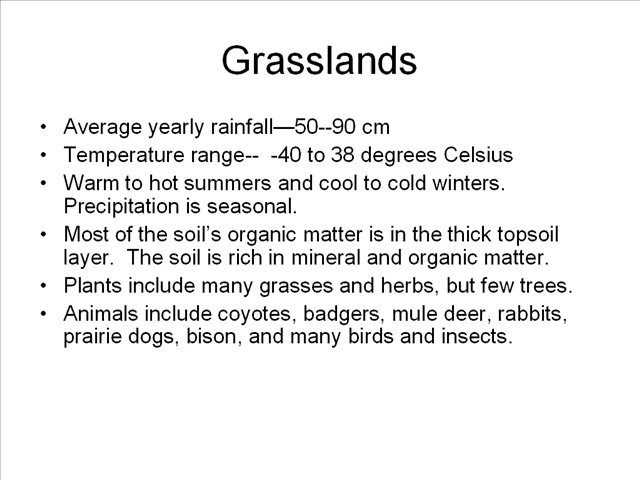 Grasslands
• Average yearly rainfall—50--90 cm
• Temperature range--  -40 to 38 degrees Celsius
• Warm to hot summers and cool to cold winters.
Precipitation is seasonal.
• Most of the soil’s organic matter is in the thick topsoil
layer.  The soil is rich in mineral and organic matter.
• Plants include many grasses and herbs, but few trees.
• Animals include coyotes, badgers, mule deer, rabbits,
prairie dogs, bison, and many birds and insects.